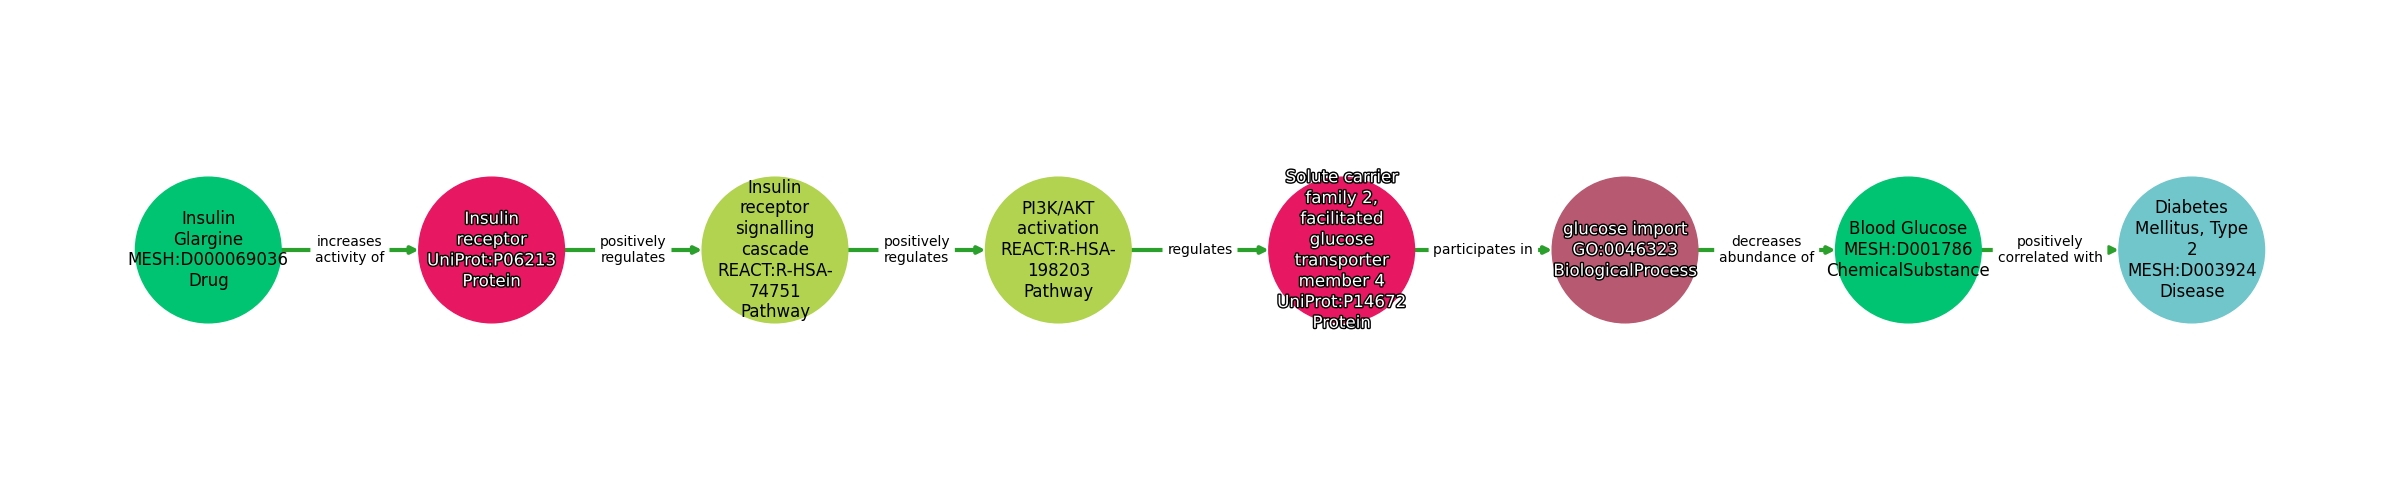 Insulin
Glargine
MESH:D000069036
Drug
increases
activity of
Insulin
receptor
UniProt:P06213
Protein
positively
regulates
Insulin
receptor
signalling
cascade
REACT:R-HSA-
74751
Pathway
positively
regulates
PI3K/AKT
activation
REACT:R-HSA-
198203
Pathway
regulates
Solute carrier
family 2,
facilitated
glucose
transporter
member 4
UniProt:P14672
Protein
participates in
glucose import
GO:0046323
BiologicalProcess
decreases
abundance of
Blood Glucose
MESH:D001786
ChemicalSubstance
positively
correlated with
Diabetes
Mellitus, Type
2
MESH:D003924
Disease